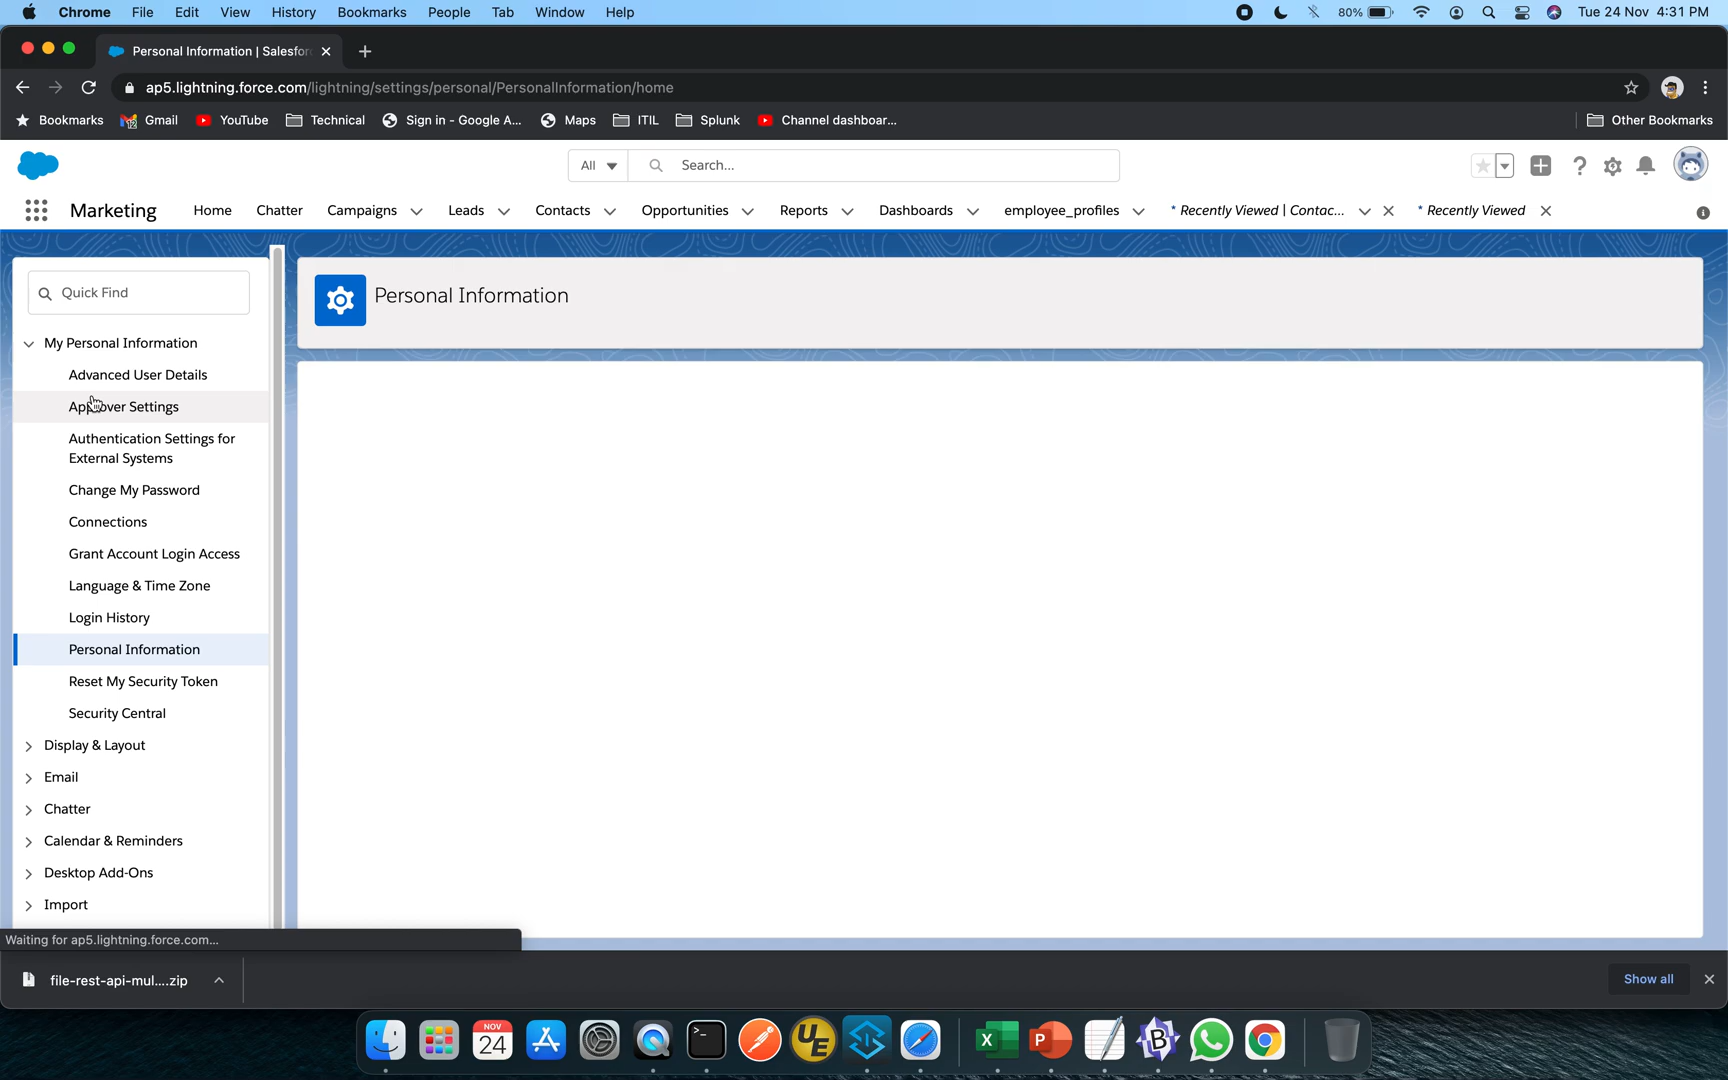 Chrome File Edit View History Bookmarks People Tab Window Help 80% Tue 24 Nov 4:31 PM
Personal Information | Salesfor
ap5.lightning.force.com/lightning/settings/personal/PersonalInformation/home
Bookmarks Gmail YouTube Technical Sign in - Google A... Maps ITIL Splunk Channel dashboar... Other Bookmarks
All Search...
Marketing Home Chatter Campaigns Leads Contacts Opportunities Reports Dashboards employee_profiles * Recently Viewed | Contac... * Recently Viewed
Quick Find
Personal Information
My Personal Information
Advanced User Details
Approver Settings
Authentication Settings for
External Systems
Change My Password
Connections
Grant Account Login Access
Language & Time Zone
Login History
Personal Information
Reset My Security Token
Security Central
Display & Layout
Email
Chatter
Calendar & Reminders
Desktop Add-Ons
Import
Waiting for ap5.lightning.force.com...
file-rest-api-mul....zip Show all
NOV
24
UE
X
P
B